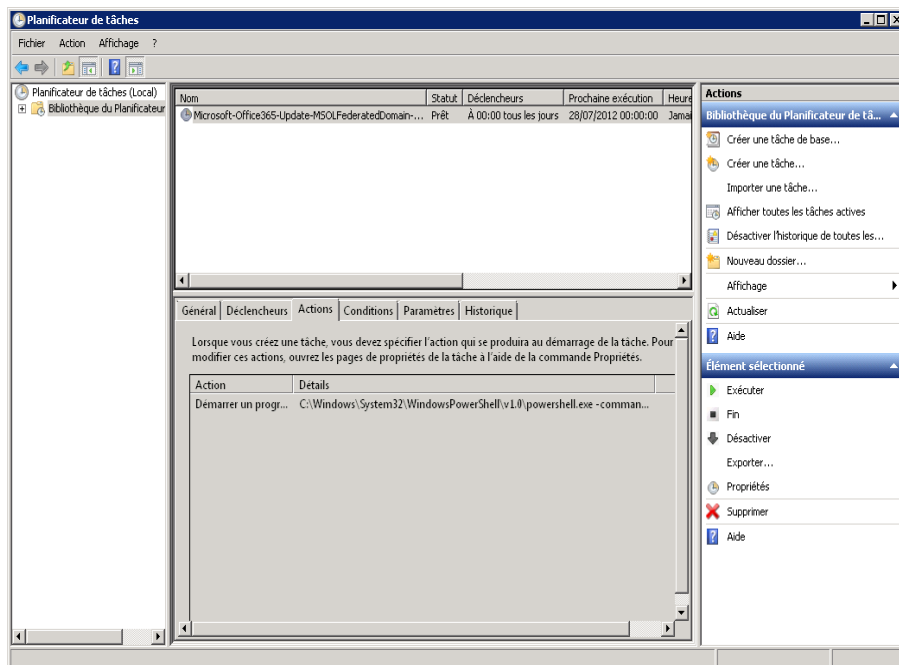 Planificateur de tâches
Fichier Action Affichage ?
Planificateur de tâches (Local)
Bibliothèque du Planificateur
Nom Statut Déclencheurs Prochaine exécution Heure
Microsoft-Office365-Update-MSOLFederatedDomain-... Prêt À 00:00 tous les jours 28/07/2012 00:00:00 Jamai
Général Déclencheurs Actions Conditions Paramètres Historique
Lorsque vous créez une tâche, vous devez spécifier l'action qui se produira au démarrage de la tâche. Pour
modifier ces actions, ouvrez les pages de propriétés de la tâche à l'aide de la commande Propriétés.
Action Détails
Démarrer un progr... C:\Windows\System32\WindowsPowerShell\v1.0\powershell.exe -comman...
Actions
Bibliothèque du Planificateur de tâ...
Créer une tâche de base...
Créer une tâche...
Importer une tâche...
Afficher toutes les tâches actives
Désactiver l'historique de toutes les...
Nouveau dossier...
Affichage
Actualiser
Aide
Élément sélectionné
Exécuter
Fin
Désactiver
Exporter...
Propriétés
Supprimer
Aide